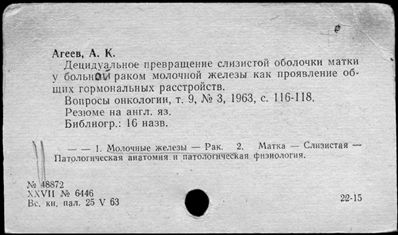 Агеев, А. К.
Децидуальное превращение слизистой оболочки матки
у больной раком молочной железы как проявление об-
щих гормональных расстройств.
Вопросы онкологии, т. 9, № 3, 1963, с. 116-118.
Резюме на англ. яз.
Библиогр.: 16 назв.
— — 1. Молочные железы — Рак. 2. Матка — Слизистая —
Патологическая анатомия и патологическая физиология.
№ 48872
XXVII № 6446
Вс. кн. пал. 25 V 63
22-15